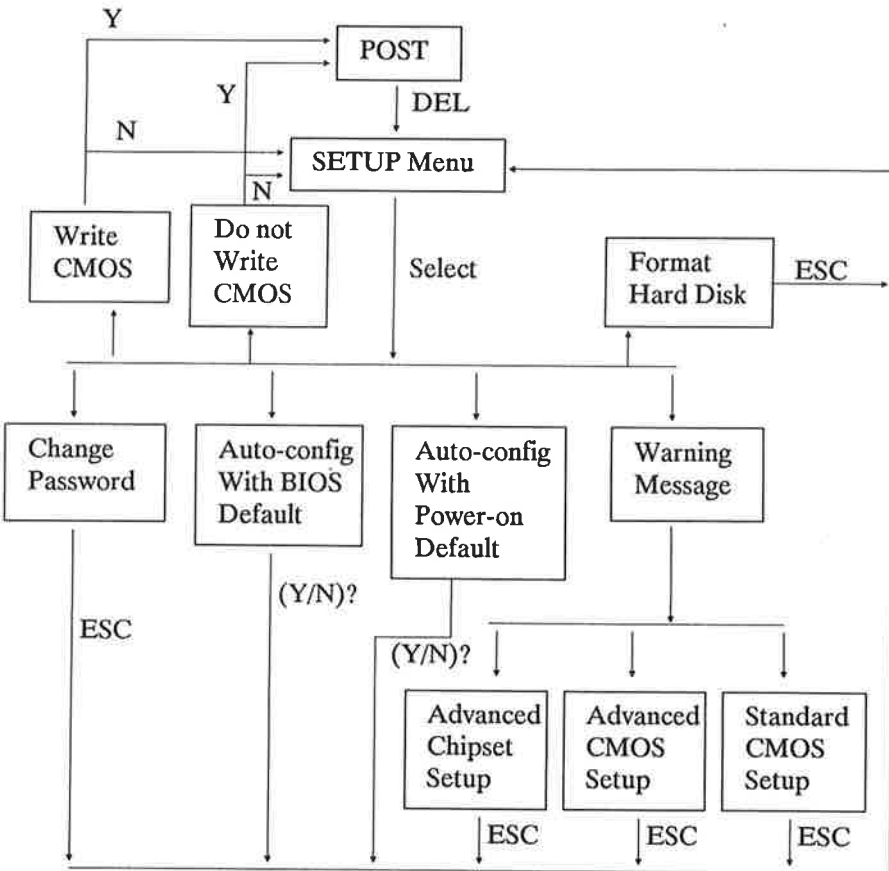 Y
POST
Y
DEL
N
SETUP Menu
N
Write
CMOS
Do not
Write
CMOS
Select
Format
Hard Disk
ESC
Change
Password
Auto-config
With BIOS
Default
Auto-config
With
Power-on
Default
Warning
Message
ESC
(Y/N)?
(Y/N)?
Advanced
Chipset
Setup
Advanced
CMOS
Setup
Standard
CMOS
Setup
ESC
ESC
ESC